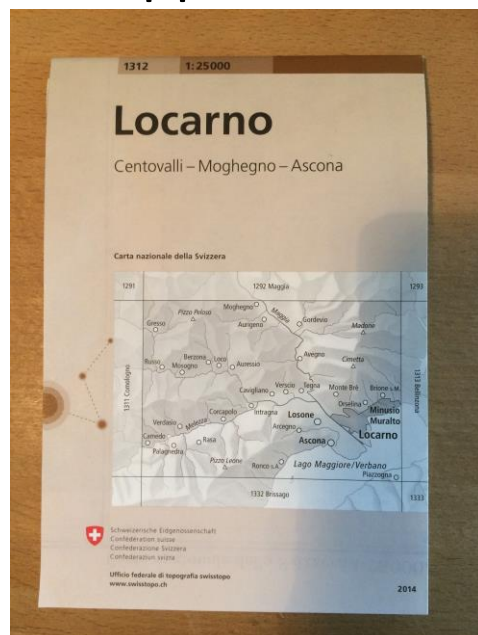 1312 1:25000
Locarno
Centovalli – Moghegno – Ascona
Carta nazionale della Svizzera
1291 1292 Maggia 1293
Moghegno
Pizzo Peloso Maggia Gordevio
Gresso Aurigeno Madone
Avegno
Berzona Loco Cimetta
Russo Mosogno Auressio
1311 Comologno
1313 Bellinzona
Cavigliano Verscio Tegna Monte Brè Brione s.M.
Orselina Minusio
Corcapolo Intragna Losone Muralto
Verdasio Melezza Arcegno Locarno
Camedo Rasa Ascona
Palagnedra
Pizzo Leone Ronco s.A. Lago Maggiore/Verbano
Piazzogna
1332 Brissago 1333
Schweizerische Eidgenossenschaft
Confédération suisse
Confederazione Svizzera
Confederaziun svizra
Ufficio federale di topografia swisstopo
www.swisstopo.ch 2014